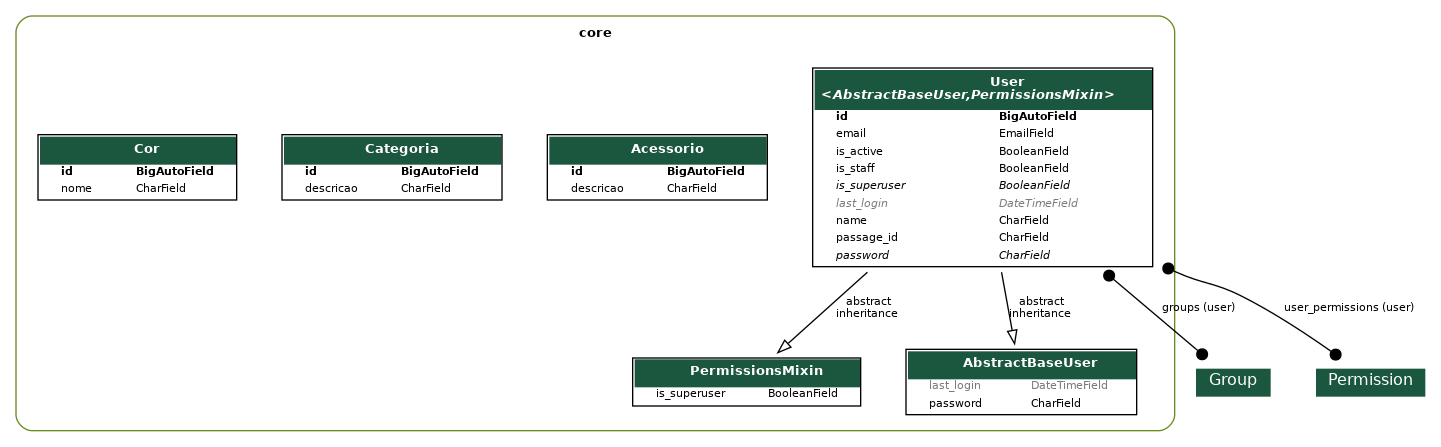 core
Cor
id BigAutoField
nome CharField
Categoria
id BigAutoField
descricao CharField
Acessorio
id BigAutoField
descricao CharField
User
<AbstractBaseUser,PermissionsMixin>
id BigAutoField
email EmailField
is_active BooleanField
is_staff BooleanField
is_superuser BooleanField
last_login DateTimeField
name CharField
passage_id CharField
password CharField
abstract
inheritance
abstract
inheritance
groups (user)
user_permissions (user)
PermissionsMixin
is_superuser BooleanField
AbstractBaseUser
last_login DateTimeField
password CharField
Group
Permission